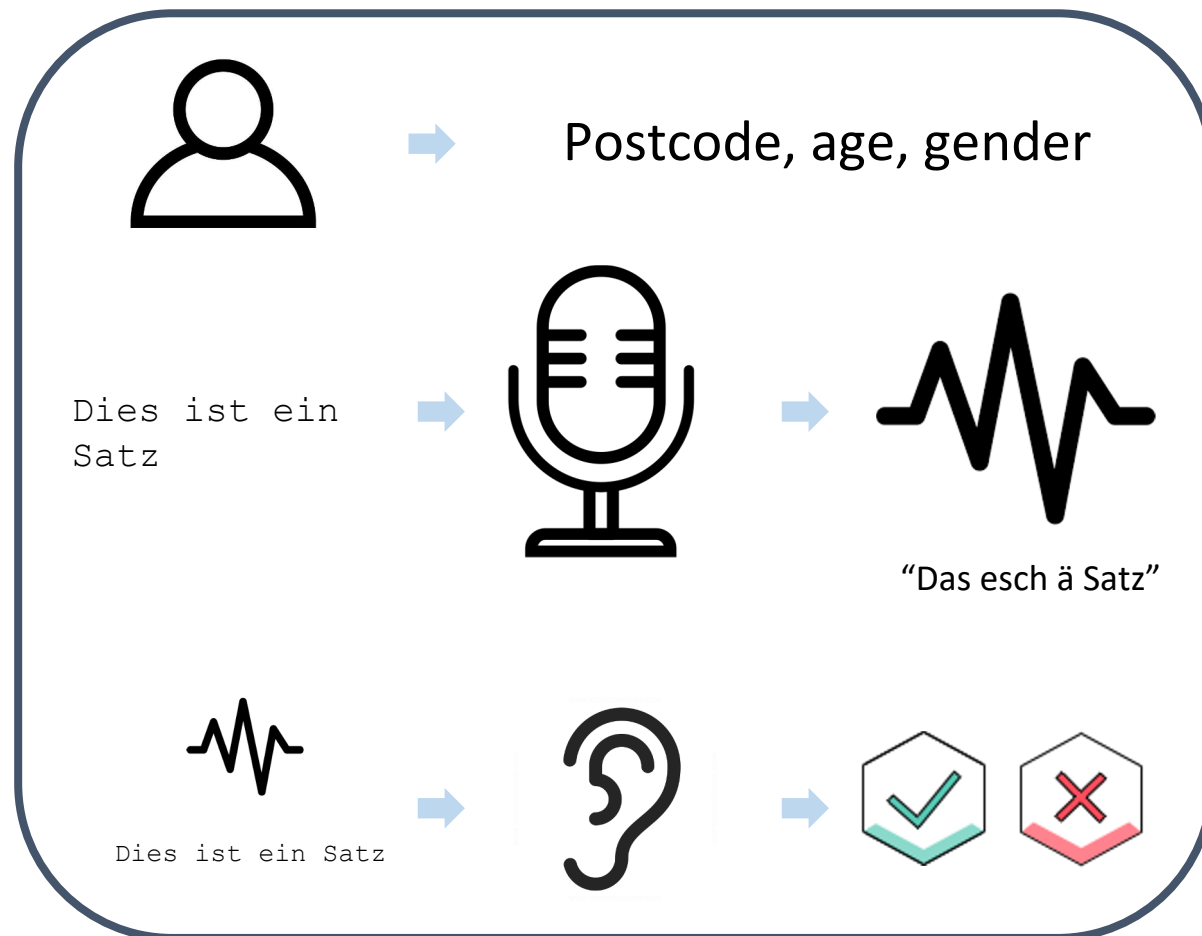 Postcode, age, gender
Dies ist ein
Satz
“Das esch ä Satz”
Dies ist ein Satz